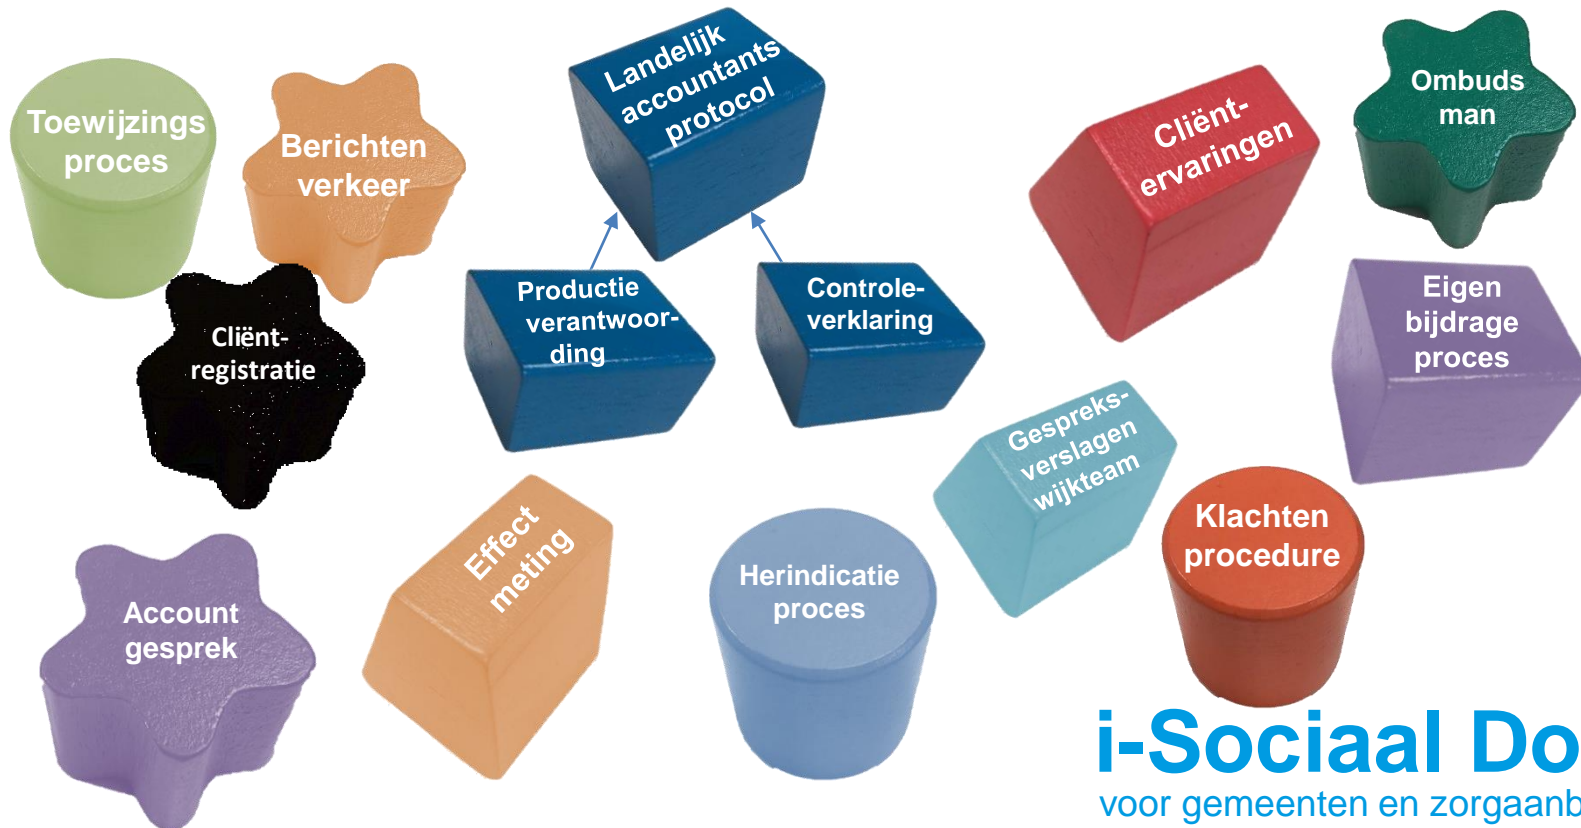 Toewijzings
proces
Berichten
verkeer
Landelijk
accountants
protocol
Cliënt-
ervaringen
Ombuds
man
Cliënt-
registratie
Productie
verantwoor-
ding
Controle-
verklaring
Eigen
bijdrage
proces
Gespreks-
verslagen
wijkteam
Effect
meting
Klachten
procedure
Herindicatie
proces
Account
gesprek
i-Sociaal Do
voor gemeenten en zorgaanb